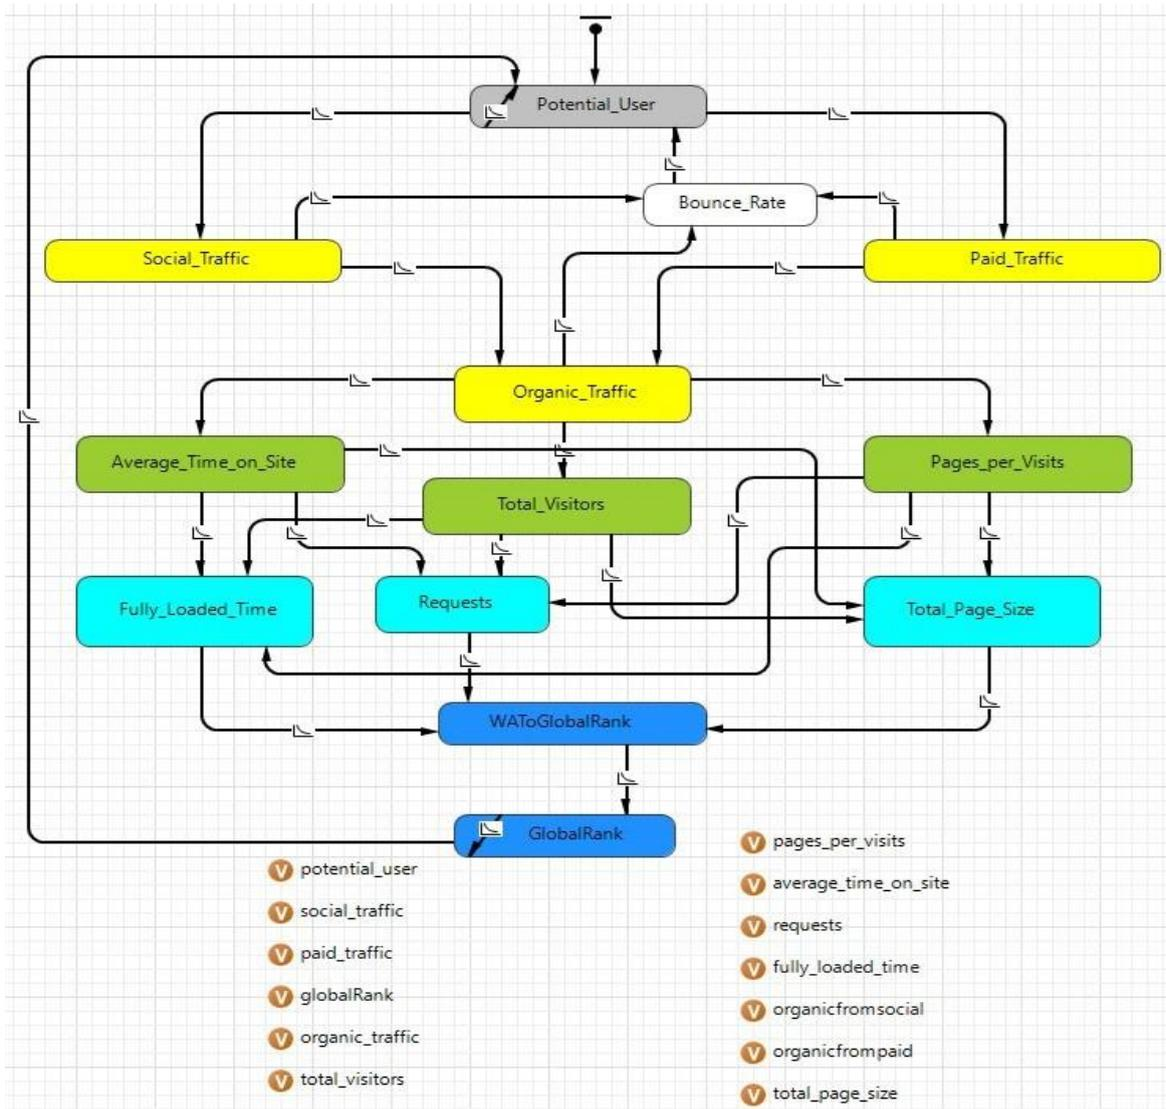 Potential_User
Bounce_Rate
Social_Traffic
Paid_Traffic
Organic_Traffic
Average_Time_on_Site
Pages_per_Visits
Total_Visitors
Fully_Loaded_Time
Requests
Total_Page_Size
WAToGlobalRank
GlobalRank
V potential_user
V social_traffic
V paid_traffic
V globalRank
V organic_traffic
V total_visitors
V pages_per_visits
V average_time_on_site
V requests
V fully_loaded_time
V organicfromsocial
V organicfrompaid
V total_page_size